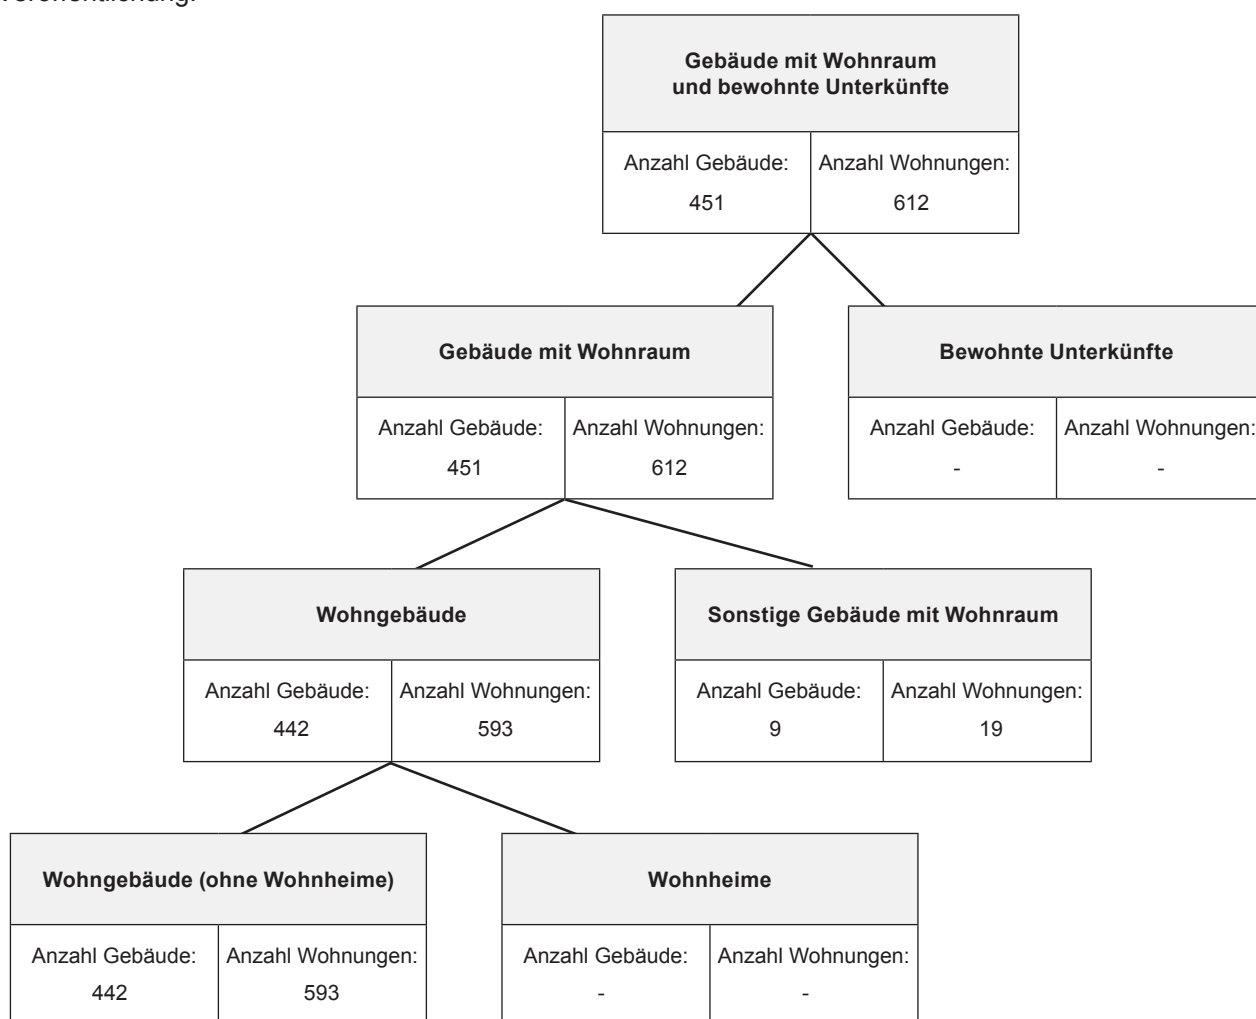 Veröffentlichung.
Gebäude mit Wohnraum
und bewohnte Unterkünfte
Anzahl Gebäude: Anzahl Wohnungen:
451 612
Gebäude mit Wohnraum
Anzahl Gebäude: Anzahl Wohnungen:
451 612
Bewohnte Unterkünfte
Anzahl Gebäude: Anzahl Wohnungen:
- -
Wohngebäude
Anzahl Gebäude: Anzahl Wohnungen:
442 593
Sonstige Gebäude mit Wohnraum
Anzahl Gebäude: Anzahl Wohnungen:
9 19
Wohngebäude (ohne Wohnheime)
Anzahl Gebäude: Anzahl Wohnungen:
442 593
Wohnheime
Anzahl Gebäude: Anzahl Wohnungen:
- -